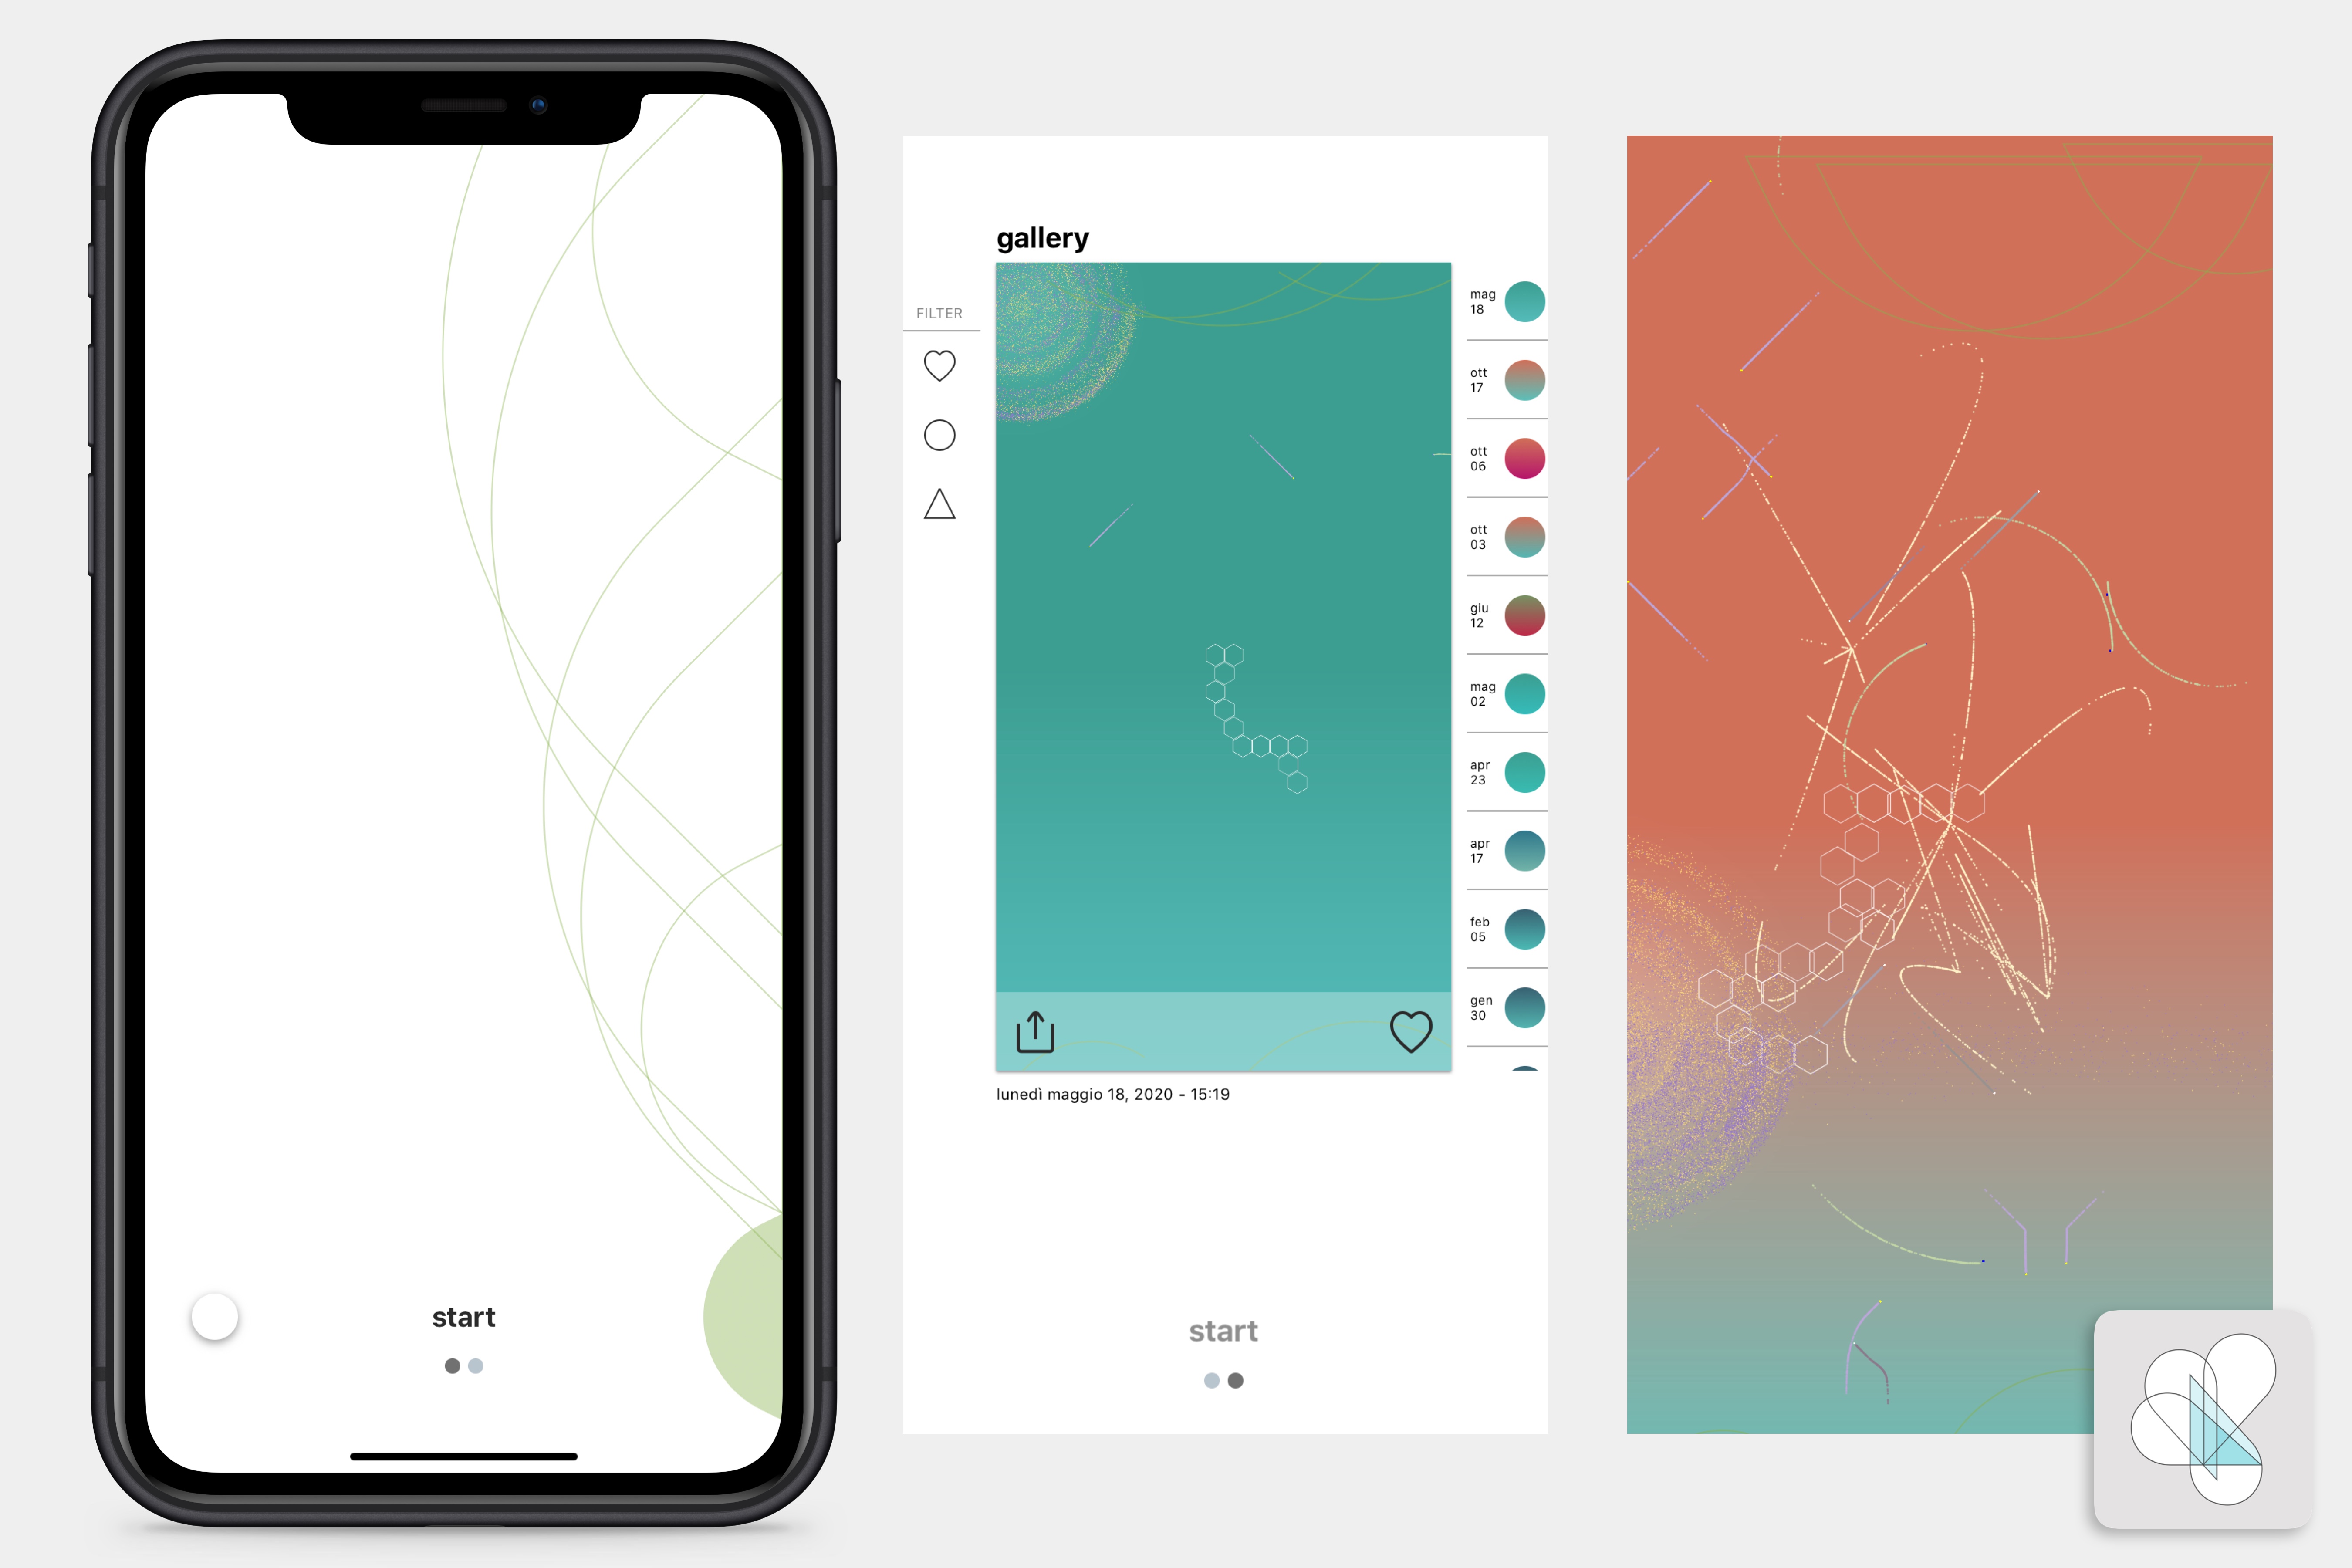 start
gallery
FILTER
mag
18
ott
17
ott
06
ott
03
giu
12
mag
02
apr
23
apr
17
feb
05
gen
30
lunedì maggio 18, 2020 - 15:19
start